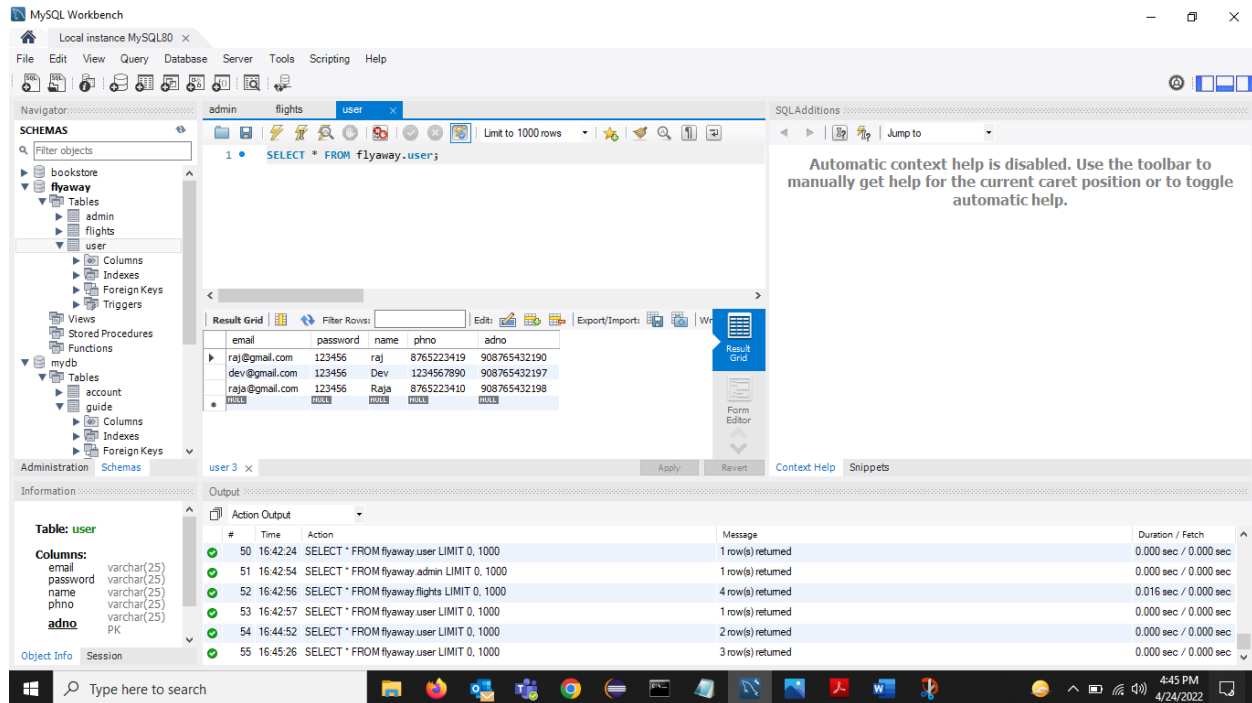 MySQL Workbench
Local instance MySQL80
File Edit View Query Database Server Tools Scripting Help
Navigator
SCHEMAS
Filter objects
bookstore
flyaway
Tables
admin
flights
user
Columns
Indexes
Foreign Keys
Triggers
Views
Stored Procedures
Functions
mydb
Tables
account
guide
Columns
Indexes
Foreign Keys
Administration Schemas
Information
Table: user
Columns:
email varchar(25)
password varchar(25)
name varchar(25)
phno varchar(25)
adno varchar(25)
PK
Object Info Session
admin flights user
Limit to 1000 rows
1 SELECT * FROM flyaway.user;
Result Grid Filter Rows: Edit: Export/Import: Wr
email password name phno adno
raj@gmail.com 123456 raj 8765223419 908765432190
dev@gmail.com 123456 Dev 1234567890 908765432197
raja@gmail.com 123456 Raja 8765223410 908765432198
NULL NULL NULL NULL NULL
Result Grid
Form Editor
user 3 Apply Revert
SQLAdditions
Jump to
Automatic context help is disabled. Use the toolbar to
manually get help for the current caret position or to toggle
automatic help.
Context Help Snippets
Output
Action Output
# Time Action Message Duration / Fetch
50 16:42:24 SELECT * FROM flyaway.user LIMIT 0, 1000 1 row(s) returned 0.000 sec / 0.000 sec
51 16:42:54 SELECT * FROM flyaway.admin LIMIT 0, 1000 1 row(s) returned 0.000 sec / 0.000 sec
52 16:42:56 SELECT * FROM flyaway.flights LIMIT 0, 1000 4 row(s) returned 0.016 sec / 0.000 sec
53 16:42:57 SELECT * FROM flyaway.user LIMIT 0, 1000 1 row(s) returned 0.000 sec / 0.000 sec
54 16:44:52 SELECT * FROM flyaway.user LIMIT 0, 1000 2 row(s) returned 0.000 sec / 0.000 sec
55 16:45:26 SELECT * FROM flyaway.user LIMIT 0, 1000 3 row(s) returned 0.000 sec / 0.000 sec
Type here to search
4:45 PM
4/24/2022